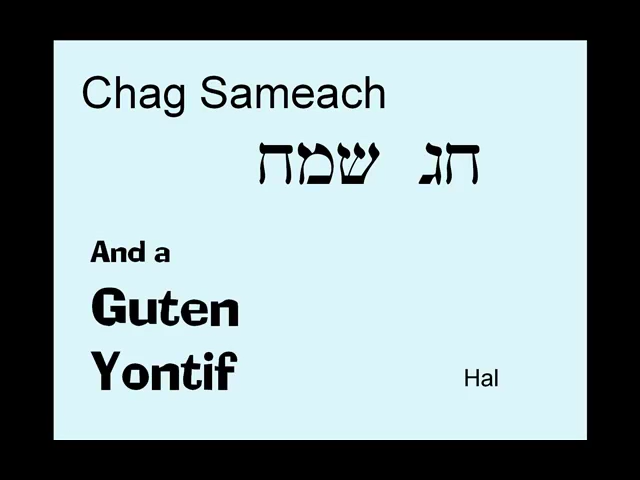 Chag Sameach
חג שמח
And a
Guten
Yontif
Hal